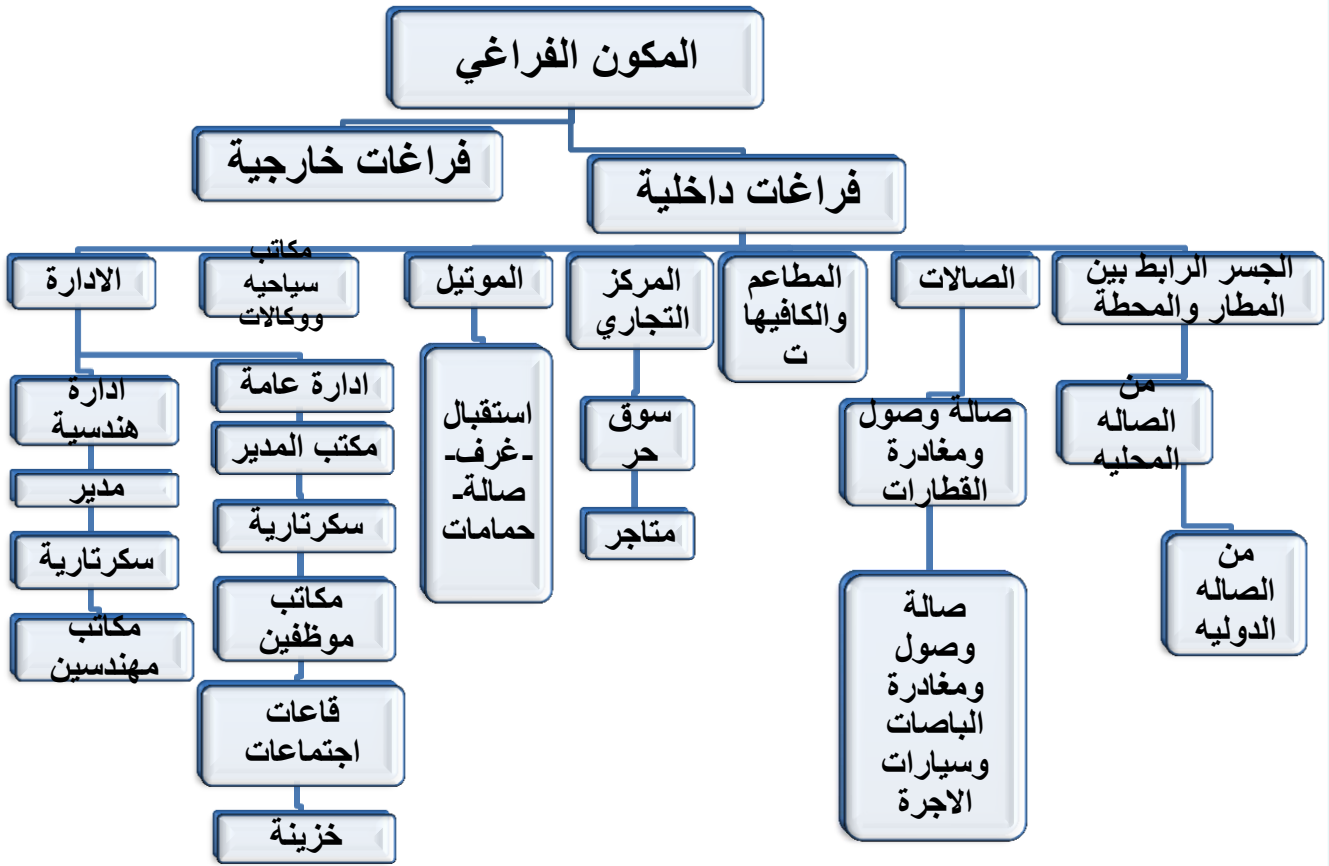 المكون الفراغي
فراغات خارجية
فراغات داخلية
الجسر الرابط بين
المطار والمحطة
من
الصاله
المحليه
من
الصاله
الدوليه
الصالات
صالة وصول
ومغادرة
القطارات
صالة
وصول
ومغادرة
الباصات
وسيارات
الاجرة
المطاعم
والكافيها
ت
المركز
التجاري
سوق
حر
متاجر
الموتيل
استقبال
-غرف-
صالة-
حمامات
مكاتب
سياحيه
ووكالات
الادارة
ادارة عامة
مكتب المدير
سكرتارية
مكاتب
موظفين
قاعات
اجتماعات
خزينة
ادارة
هندسية
مدير
سكرتارية
مكاتب
مهندسين